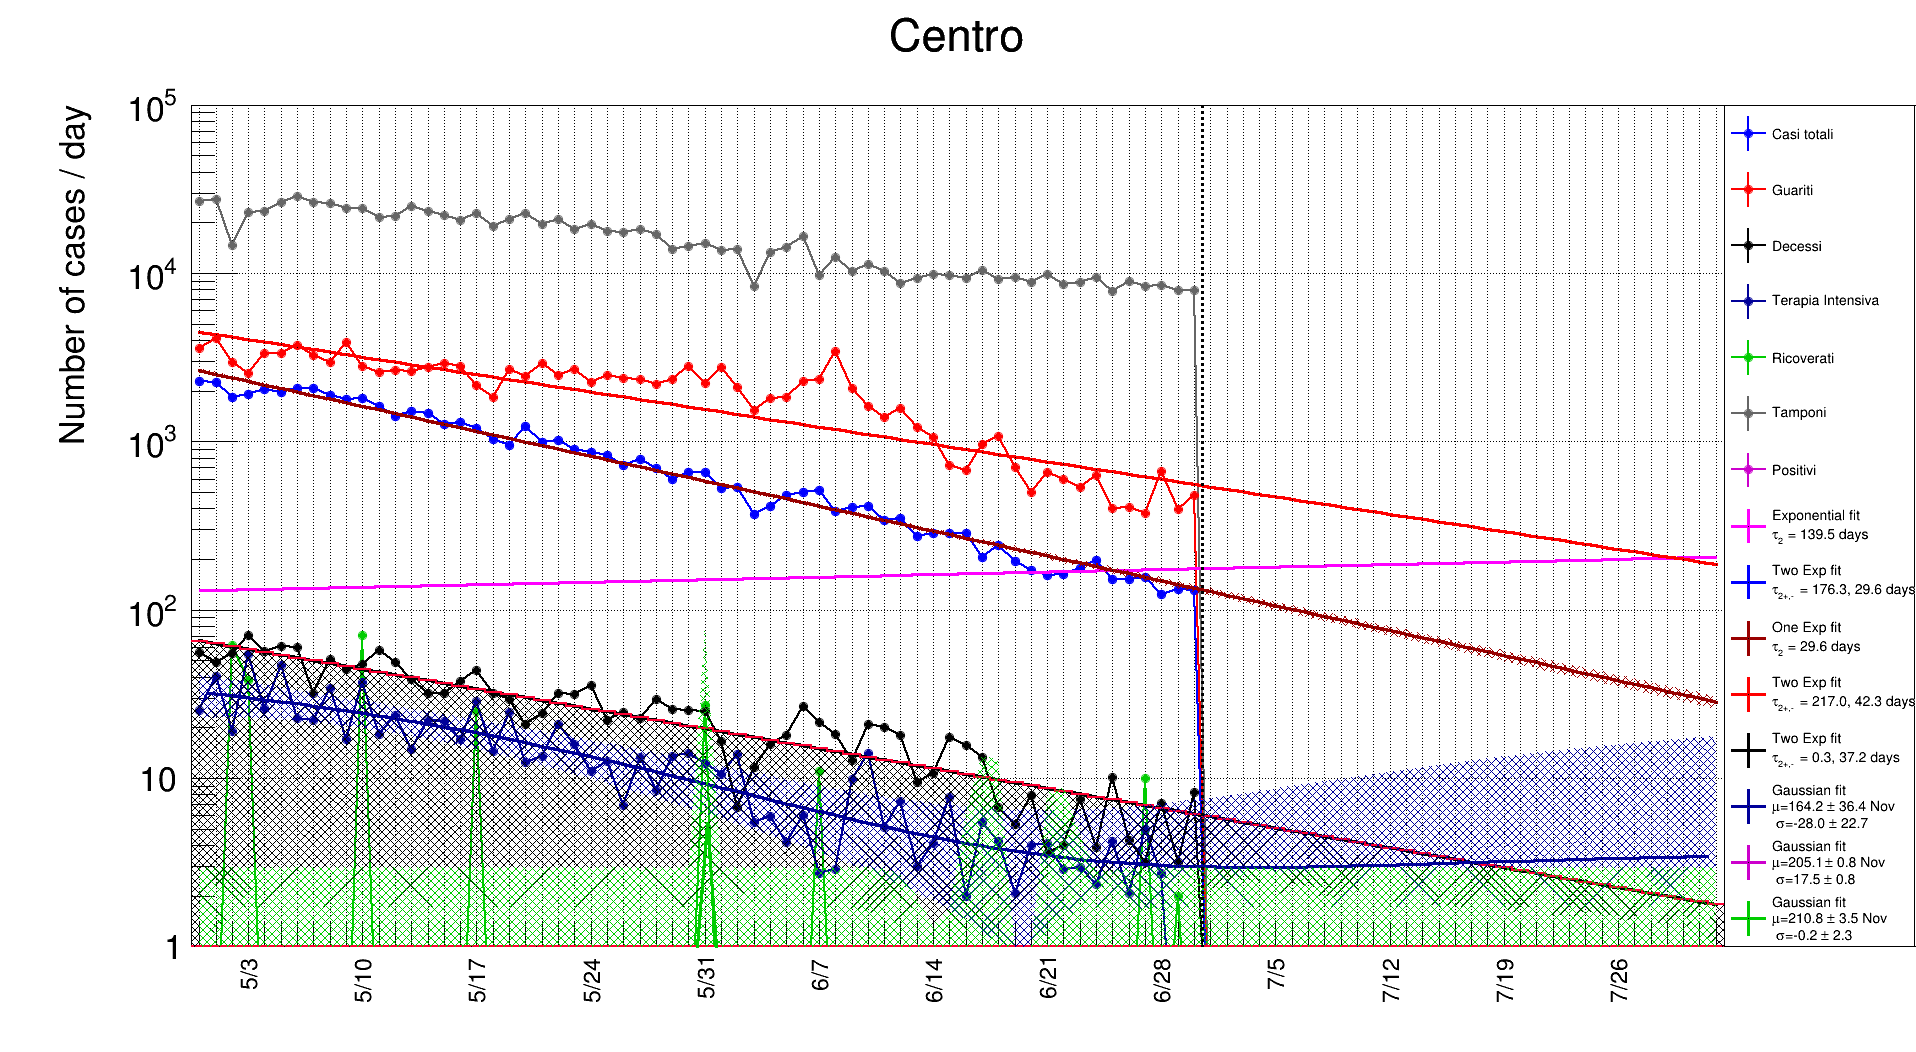 Centro
Number of cases / day
10^5
10^4
10^3
10^2
10
1
5/3
5/10
5/17
5/24
5/31
6/7
6/14
6/21
6/28
7/5
7/12
7/19
7/26
Casi totali
Guariti
Decessi
Terapia Intensiva
Ricoverati
Tamponi
Positivi
Exponential fit
τ_2 = 139.5 days
Two Exp fit
τ_2+,- = 176.3, 29.6 days
One Exp fit
τ_2 = 29.6 days
Two Exp fit
τ_2+,- = 217.0, 42.3 days
Two Exp fit
τ_2+,- = 0.3, 37.2 days
Gaussian fit
μ=164.2 ± 36.4 Nov
σ=-28.0 ± 22.7
Gaussian fit
μ=205.1 ± 0.8 Nov
σ=17.5 ± 0.8
Gaussian fit
μ=210.8 ± 3.5 Nov
σ=-0.2 ± 2.3